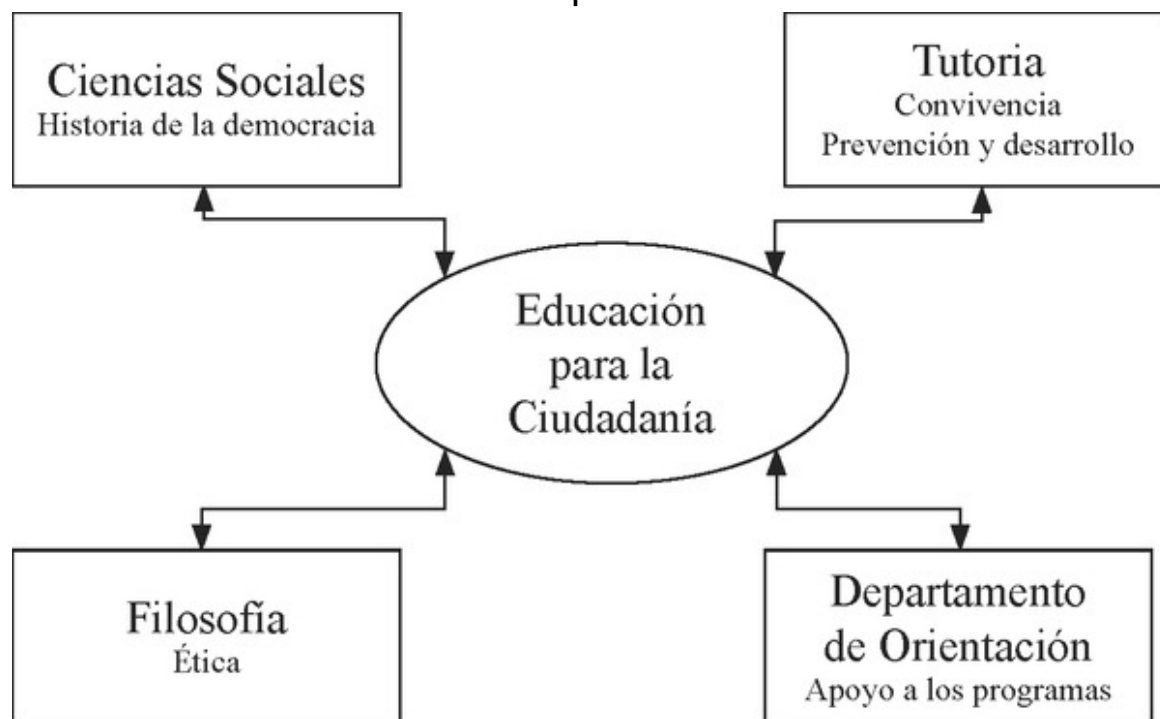 Ciencias Sociales
Historia de la democracia
Tutoria
Convivencia
Prevención y desarrollo
Educación
para la
Ciudadanía
Filosofía
Ética
Departamento
de Orientación
Apoyo a los programas